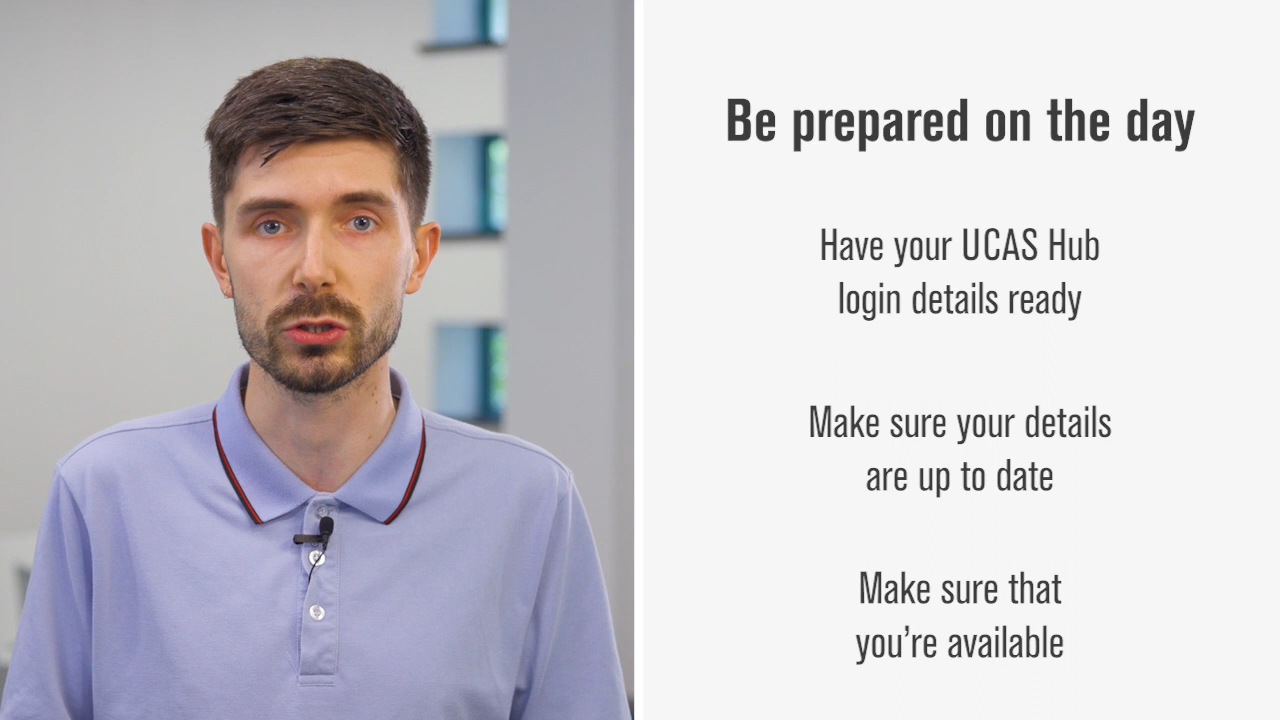 Be prepared on the day
Have your UCAS Hub
login details ready
Make sure your details
are up to date
Make sure that
you’re available